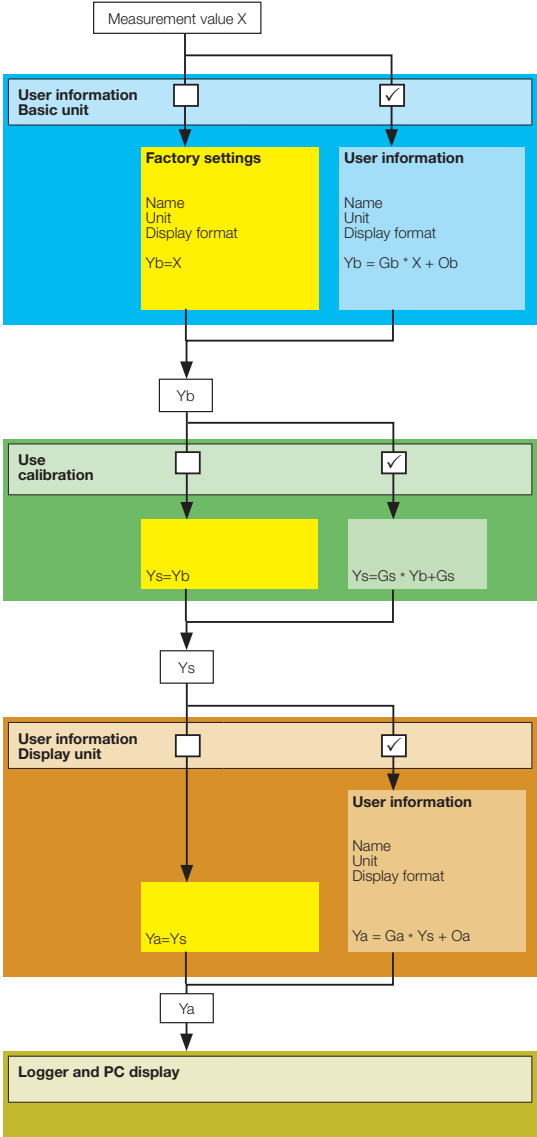 Measurement value X
User information
Basic unit
Factory settings
Name
Unit
Display format
Yb=X
User information
Name
Unit
Display format
Yb = Gb * X + Ob
Yb
Use
calibration
Ys=Yb
Ys=Gs * Yb+Gs
Ys
User information
Display unit
User information
Name
Unit
Display format
Ya=Ys
Ya = Ga * Ys + Oa
Ya
Logger and PC display